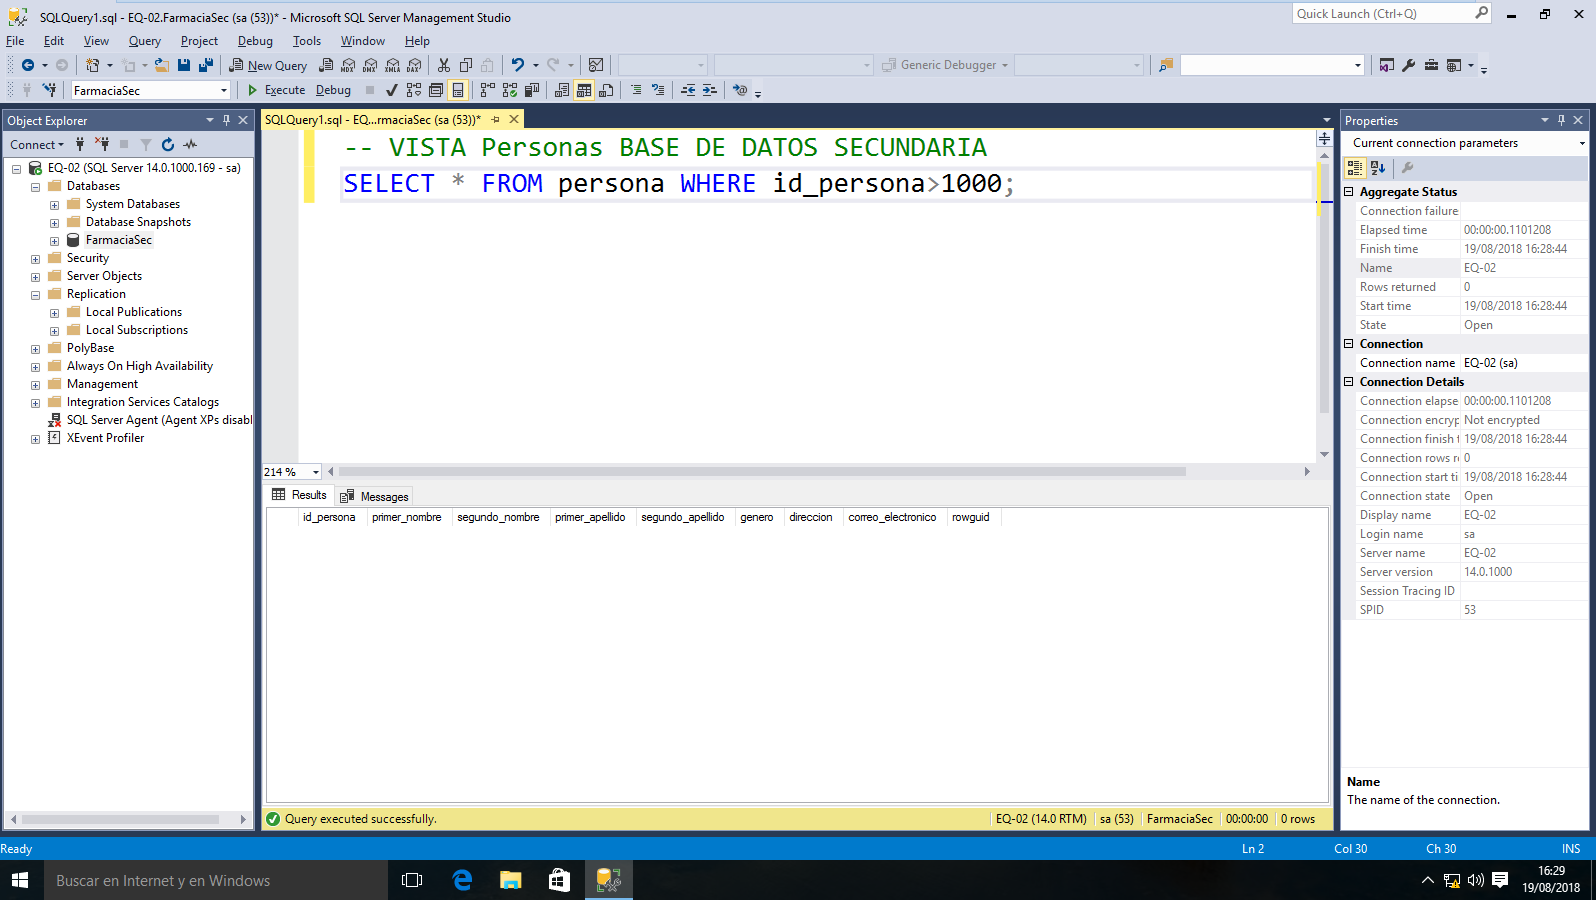 SQLQuery1.sql - EQ-02.FarmaciaSec (sa (53))* - Microsoft SQL Server Management Studio
Quick Launch (Ctrl+Q)
File Edit View Query Project Debug Tools Window Help
New Query MDX DMX XMLA DAX Generic Debugger
FarmaciaSec Execute Debug
Object Explorer
Connect
EQ-02 (SQL Server 14.0.1000.169 - sa)
Databases
System Databases
Database Snapshots
FarmaciaSec
Security
Server Objects
Replication
Local Publications
Local Subscriptions
PolyBase
Always On High Availability
Management
Integration Services Catalogs
SQL Server Agent (Agent XPs disabl
XEvent Profiler
SQLQuery1.sql - EQ...rmaciaSec (sa (53))*
-- VISTA Personas BASE DE DATOS SECUNDARIA
SELECT * FROM persona WHERE id_persona>1000;
214 %
Results Messages
id_persona primer_nombre segundo_nombre primer_apellido segundo_apellido genero direccion correo_electronico rowguid
Query executed successfully. EQ-02 (14.0 RTM) sa (53) FarmaciaSec 00:00:00 0 rows
Properties
Current connection parameters
Aggregate Status
Connection failure
Elapsed time 00:00:00.1101208
Finish time 19/08/2018 16:28:44
Name EQ-02
Rows returned 0
Start time 19/08/2018 16:28:44
State Open
Connection
Connection name EQ-02 (sa)
Connection Details
Connection elapse 00:00:00.1101208
Connection encryp Not encrypted
Connection finish t 19/08/2018 16:28:44
Connection rows r 0
Connection start ti 19/08/2018 16:28:44
Connection state Open
Display name EQ-02
Login name sa
Server name EQ-02
Server version 14.0.1000
Session Tracing ID
SPID 53
Name
The name of the connection.
Ready Ln 2 Col 30 Ch 30 INS
Buscar en Internet y en Windows
16:29
19/08/2018